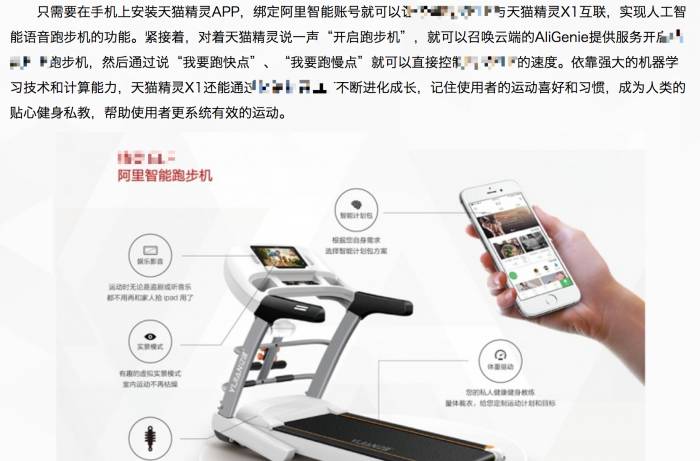 只需要在手机上安装天猫精灵APP，绑定阿里智能账号就可以 与天猫精灵X1互联，实现人工智
能语音跑步机的功能。紧接着，对着天猫精灵说一声“开启跑步机”，就可以召唤云端的AliGenie提供服务开启
跑步机，然后通过说“我要跑快点”、“我要跑慢点”就可以直接控制 的速度。依靠强大的机器学
习技术和计算能力，天猫精灵X1还能通过 不断进化成长，记住使用者的运动喜好和习惯，成为人类的
贴心健身私教，帮助使用者更系统有效的运动。
阿里智能跑步机
智能计划包
根据您自身需求
选择智能计划包方案
娱乐影音
运动时无论是追剧或听音乐
都不用再和家人抢 ipad 用了
实景模式
有趣的虚拟实景模式
室内运动不再枯燥
体重驱动
您的私人健身教练
量体裁衣，给您定制运动计划和目标
YIJIAN
YIJIAN